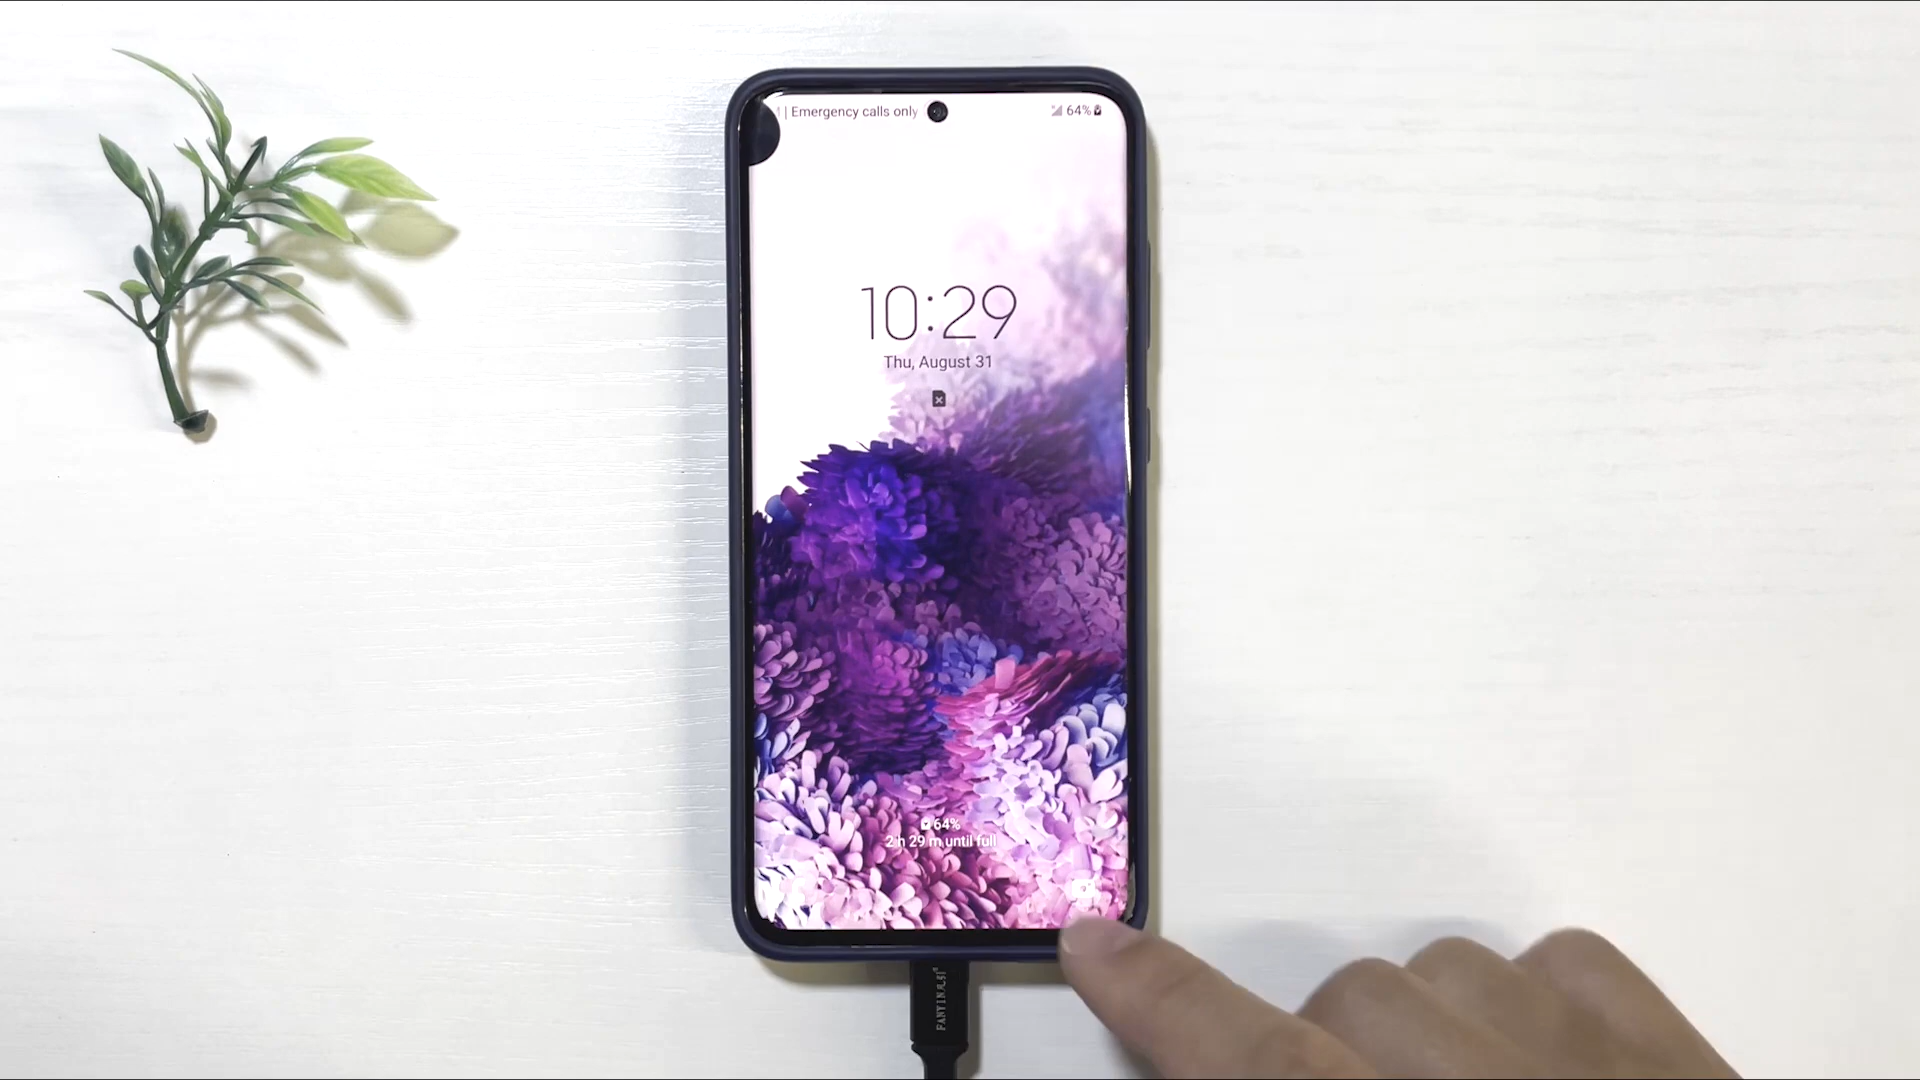 | Emergency calls only
64%
10:29
Thu, August 31
64%
2 h 29 m until full